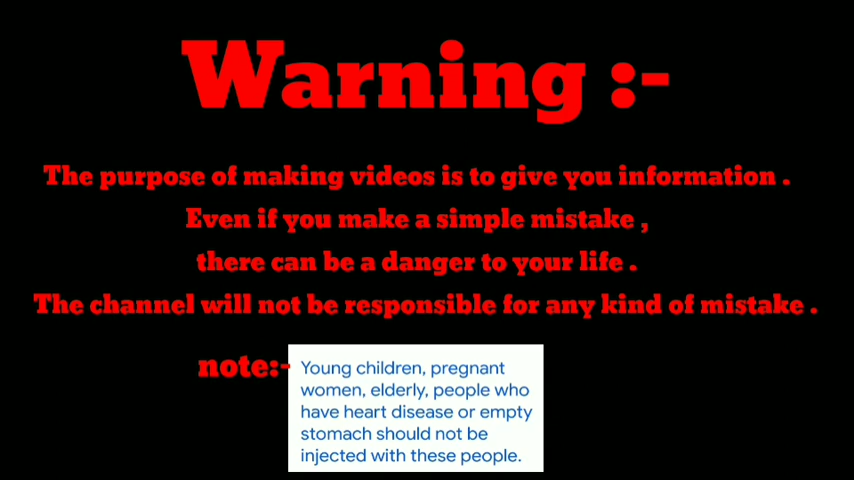 Warning :-
The purpose of making videos is to give you information .
Even if you make a simple mistake ,
there can be a danger to your life .
The channel will not be responsible for any kind of mistake .
note:-
Young children, pregnant
women, elderly, people who
have heart disease or empty
stomach should not be
injected with these people.